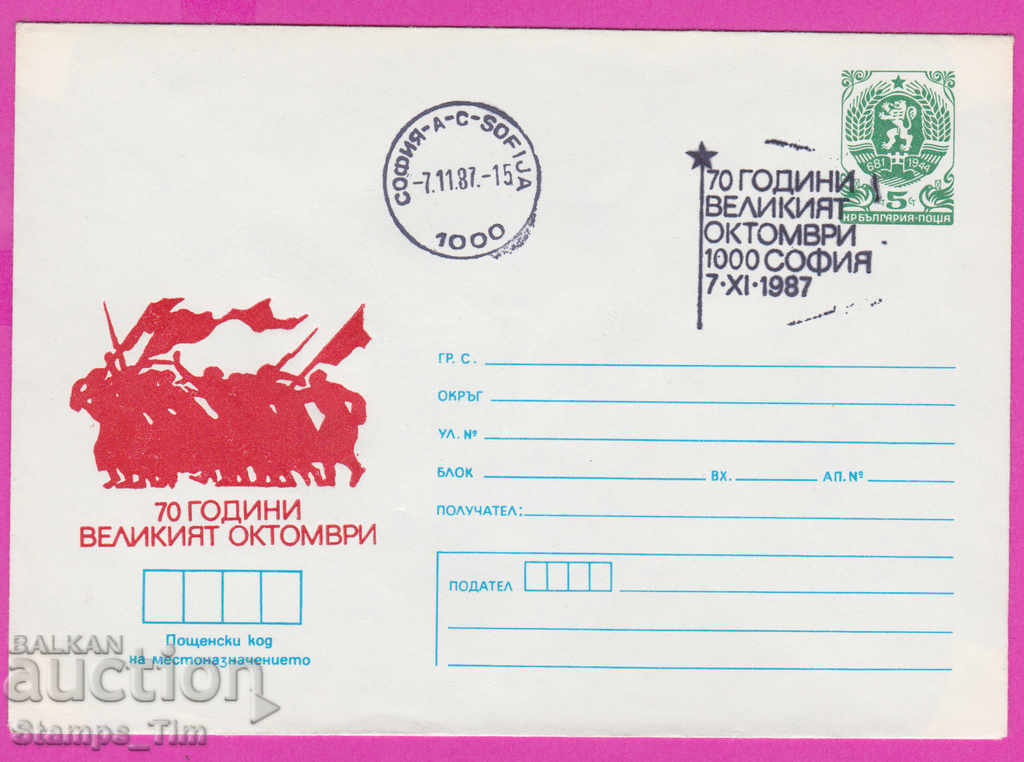 СОФИЯ-А-С-SOFIJA
-7.11.87.-15
1000
681 1944
5 ст
НР БЪЛГАРИЯ-ПОЩА
70 ГОДИНИ
ВЕЛИКИЯТ
ОКТОМВРИ
1000 СОФИЯ
7·XI·1987
ГР. С.
ОКРЪГ
УЛ. №
БЛОК ВХ. АП. №
ПОЛУЧАТЕЛ:
ПОДАТЕЛ
70 ГОДИНИ
ВЕЛИКИЯТ ОКТОМВРИ
Пощенски код
на местоназначението
BALKAN
auction
Stamps_Tim